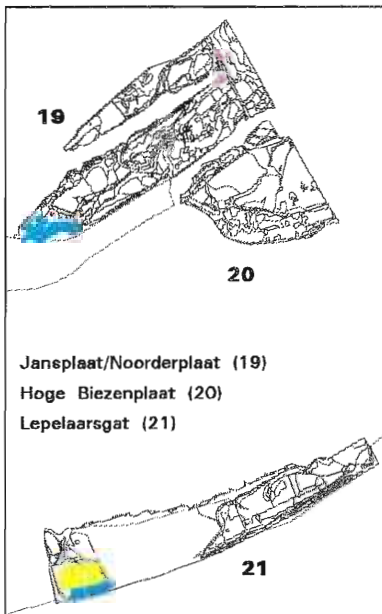 19
20
Jansplaat/Noorderplaat (19)
Hoge Biezenplaat (20)
Lepelaarsgat (21)
21